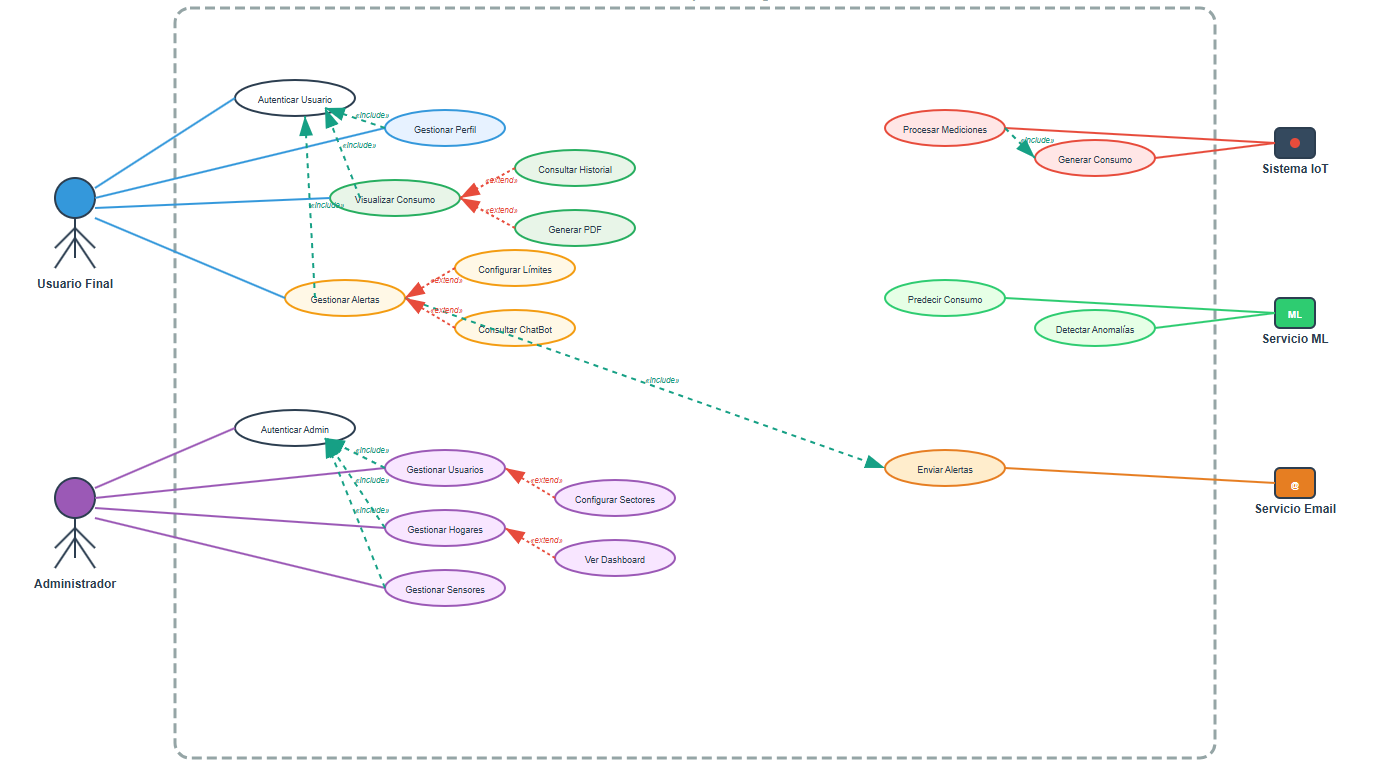 Autenticar Usuario
«include»
Gestionar Perfil
«include»
Consultar Historial
«extend»
Visualizar Consumo
«include»
«extend»
Generar PDF
Usuario Final
Configurar Límites
«extend»
Gestionar Alertas
«extend»
Consultar ChatBot
«include»
Procesar Mediciones
«include»
Generar Consumo
Sistema IoT
Predecir Consumo
Detectar Anomalías
ML
Servicio ML
Autenticar Admin
«include»
Gestionar Usuarios
«include»
«extend»
Configurar Sectores
«include»
Gestionar Hogares
«extend»
Ver Dashboard
Gestionar Sensores
Administrador
Enviar Alertas
@
Servicio Email